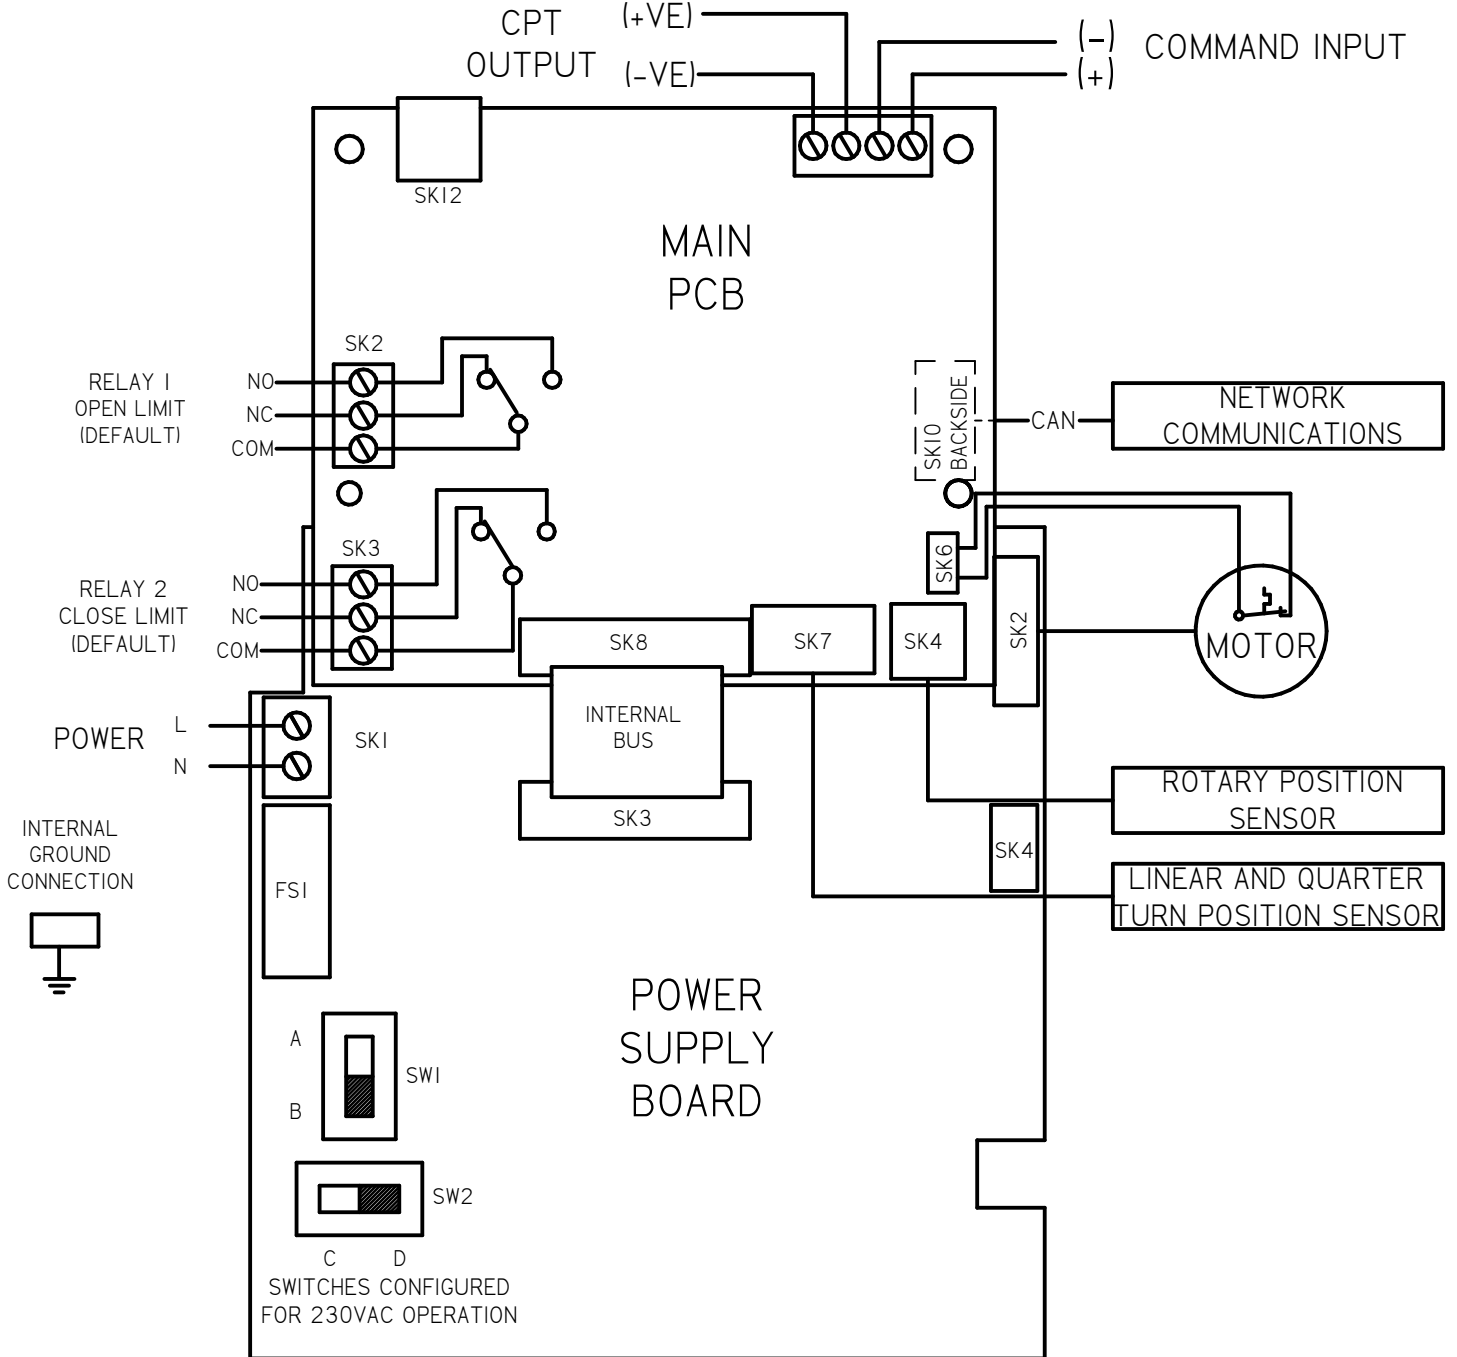 CPT
OUTPUT
(+VE)
(-VE)
(-)
(+)
COMMAND INPUT
SK12
MAIN
PCB
SK2
RELAY 1
OPEN LIMIT
(DEFAULT)
NO
NC
COM
SK10
BACKSIDE
CAN
NETWORK
COMMUNICATIONS
SK3
RELAY 2
CLOSE LIMIT
(DEFAULT)
NO
NC
COM
SK6
SK8
SK7
SK4
SK2
MOTOR
POWER
L
N
SK1
INTERNAL
BUS
SK3
ROTARY POSITION
SENSOR
SK4
LINEAR AND QUARTER
TURN POSITION SENSOR
INTERNAL
GROUND
CONNECTION
FS1
POWER
SUPPLY
BOARD
A
B
SW1
SW2
C D
SWITCHES CONFIGURED
FOR 230VAC OPERATION